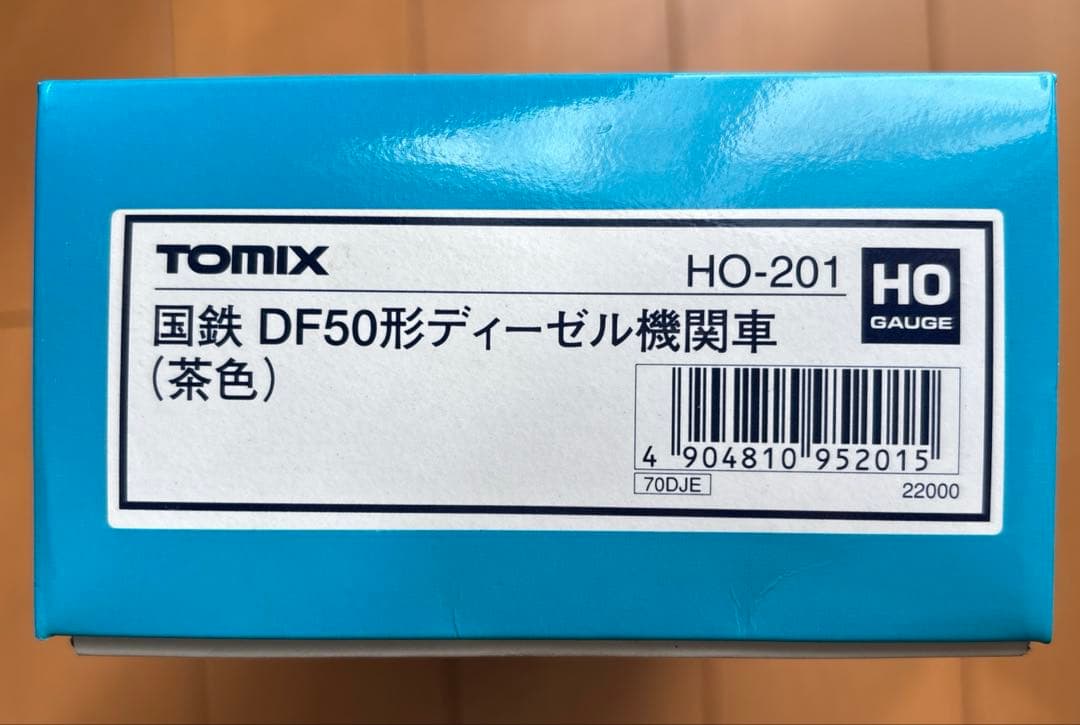 TOMIX
HO-201
HO
GAUGE
国鉄 DF50形ディーゼル機関車
(茶色)
4 904810 952015
70DJE
22000